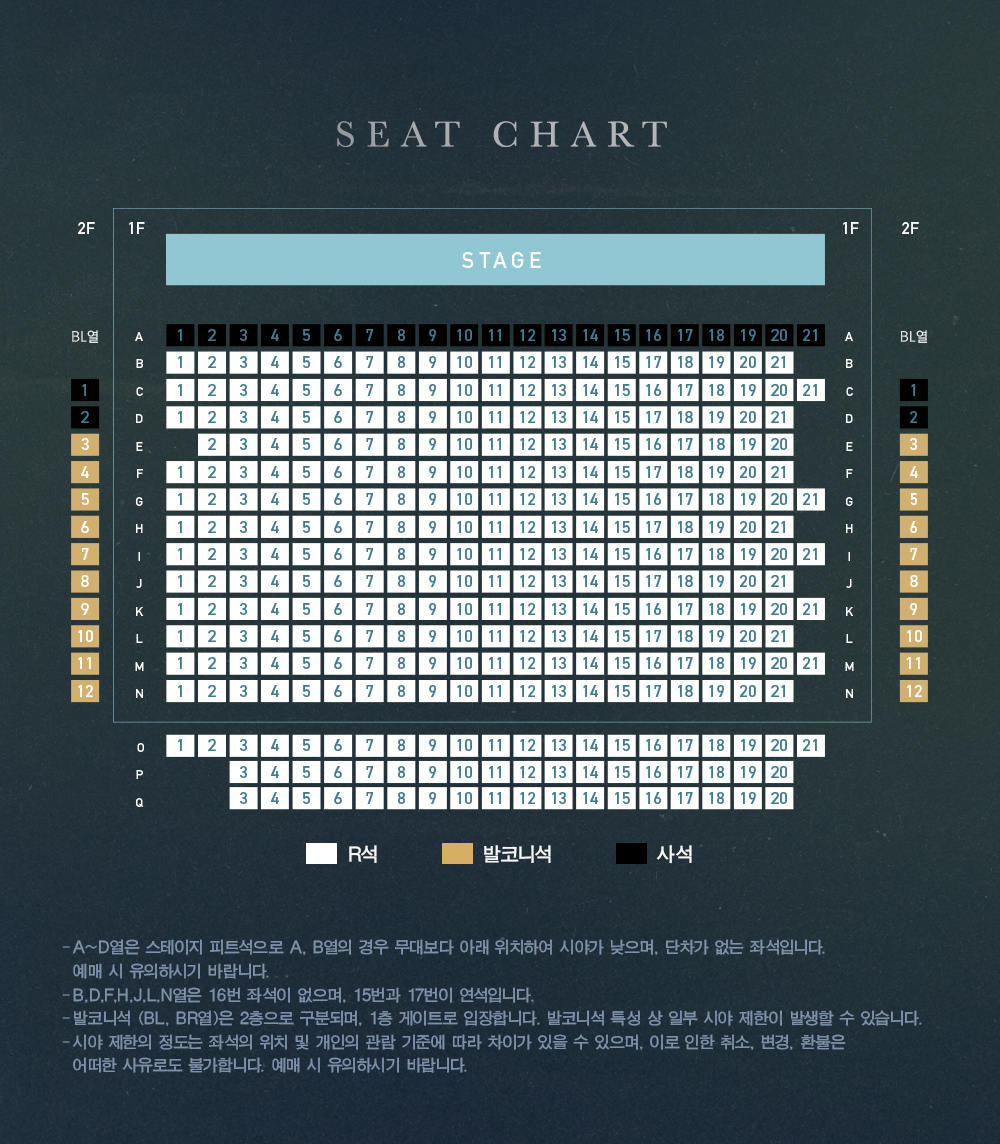 SEAT CHART
2F 1F 1F 2F
STAGE
BL열 A 1 2 3 4 5 6 7 8 9 10 11 12 13 14 15 16 17 18 19 20 21 A BL열
B 1 2 3 4 5 6 7 8 9 10 11 12 13 14 15 17 18 19 20 21 B
1 C 1 2 3 4 5 6 7 8 9 10 11 12 13 14 15 16 17 18 19 20 21 C 1
2 D 1 2 3 4 5 6 7 8 9 10 11 12 13 14 15 17 18 19 20 21 D 2
3 E 2 3 4 5 6 7 8 9 10 11 12 13 14 15 16 17 18 19 20 E 3
4 F 1 2 3 4 5 6 7 8 9 10 11 12 13 14 15 17 18 19 20 21 F 4
5 G 1 2 3 4 5 6 7 8 9 10 11 12 13 14 15 16 17 18 19 20 21 G 5
6 H 1 2 3 4 5 6 7 8 9 10 11 12 13 14 15 17 18 19 20 21 H 6
7 I 1 2 3 4 5 6 7 8 9 10 11 12 13 14 15 16 17 18 19 20 21 I 7
8 J 1 2 3 4 5 6 7 8 9 10 11 12 13 14 15 17 18 19 20 21 J 8
9 K 1 2 3 4 5 6 7 8 9 10 11 12 13 14 15 16 17 18 19 20 21 K 9
10 L 1 2 3 4 5 6 7 8 9 10 11 12 13 14 15 17 18 19 20 21 L 10
11 M 1 2 3 4 5 6 7 8 9 10 11 12 13 14 15 16 17 18 19 20 21 M 11
12 N 1 2 3 4 5 6 7 8 9 10 11 12 13 14 15 17 18 19 20 21 N 12
O 1 2 3 4 5 6 7 8 9 10 11 12 13 14 15 16 17 18 19 20 21
P 3 4 5 6 7 8 9 10 11 12 13 14 15 16 17 18 19 20
Q 3 4 5 6 7 8 9 10 11 12 13 14 15 16 17 18 19 20
R석 발코니석 사석
-A~D열은 스테이지 피트석으로 A, B열의 경우 무대보다 아래 위치하여 시야가 낮으며, 단차가 없는 좌석입니다.
예매 시 유의하시기 바랍니다.
-B,D,F,H,J,L,N열은 16번 좌석이 없으며, 15번과 17번이 연석입니다.
-발코니석 (BL, BR열)은 2층으로 구분되며, 1층 게이트로 입장합니다. 발코니석 특성 상 일부 시야 제한이 발생할 수 있습니다.
-시야 제한의 정도는 좌석의 위치 및 개인의 관람 기준에 따라 차이가 있을 수 있으며, 이로 인한 취소, 변경, 환불은
어떠한 사유로도 불가합니다. 예매 시 유의하시기 바랍니다.